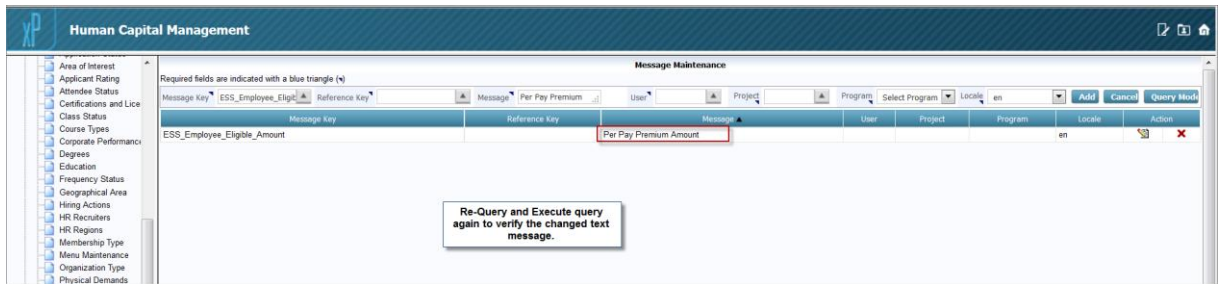 xP Human Capital Management
Area of Interest
Applicant Rating
Attendee Status
Certifications and Lice
Class Status
Course Types
Corporate Performance
Degrees
Education
Frequency Status
Geographical Area
Hiring Actions
HR Recruiters
HR Regions
Membership Type
Menu Maintenance
Organization Type
Physical Demands
Message Maintenance
Required fields are indicated with a blue triangle
Message Key ESS_Employee_Eligib Reference Key Message Per Pay Premium User Project Program Select Program Locale en Add Cancel Query Mode
Message Key Reference Key Message User Project Program Locale Action
ESS_Employee_Eligible_Amount Per Pay Premium Amount en
Re-Query and Execute query
again to verify the changed text
message.